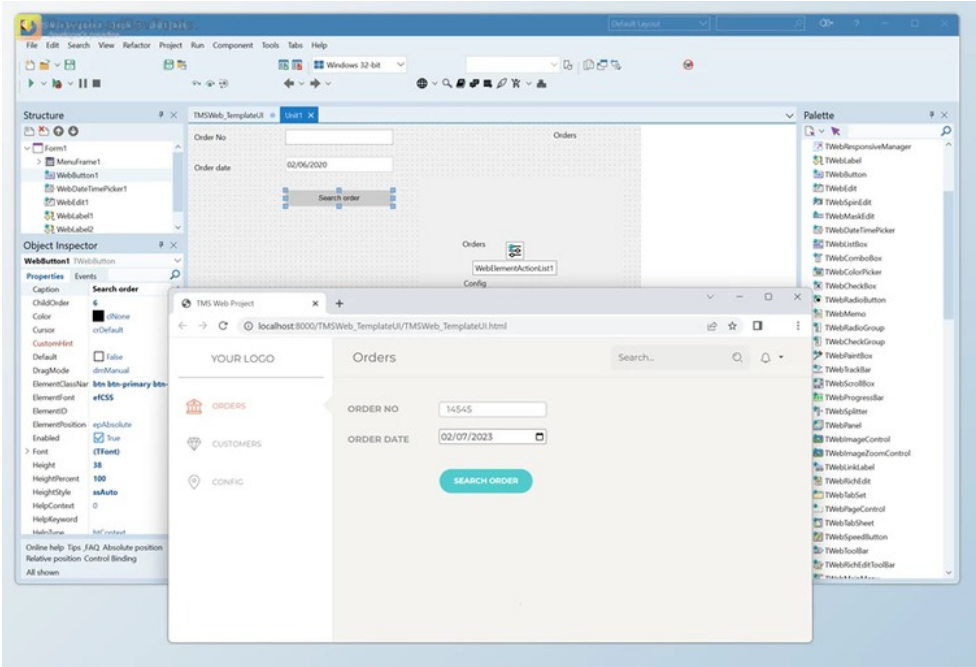 DownloadDevTools.
developer's paradise
Default Layout
File Edit Search View Refactor Project Run Component Tools Tabs Help
Windows 32-bit
Structure
Form1
MenuFrame1
WebButton1
WebDateTimePicker1
WebEdit1
WebLabel1
WebLabel2
Object Inspector
WebButton1 TWebButton
Properties Events
Caption Search order
ChildOrder 6
Color clNone
Cursor crDefault
CustomHint
Default False
DragMode dmManual
ElementClassNar btn btn-primary btn-
ElementFont efCSS
ElementID
ElementPosition epAbsolute
Enabled True
Font (TFont)
Height 38
HeightPercent 100
HeightStyle ssAuto
HelpContext 0
HelpKeyword
HelpType htContext
Online help Tips ,FAQ Absolute position
Relative position Control Binding
All shown
TMSWeb_TemplateUI Unit1
Order No
Orders
Order date 02/06/2020
Search order
Orders
WebElementActionList1
Config
TMS Web Project
localhost:8000/TMSWeb_TemplateUI/TMSWeb_TemplateUI.html
YOUR LOGO
Orders
Search...
ORDERS
CUSTOMERS
CONFIG
ORDER NO 14545
ORDER DATE 02/07/2023
SEARCH ORDER
Palette
TWebResponsiveManager
TWebLabel
TWebButton
TWebEdit
TWebSpinEdit
TWebMaskEdit
TWebDateTimePicker
TWebListBox
TWebComboBox
TWebColorPicker
TWebCheckBox
TWebRadioButton
TWebMemo
TWebRadioGroup
TWebCheckGroup
TWebPaintBox
TWebTrackBar
TWebScrollBox
TWebProgressBar
TWebSplitter
TWebPanel
TWebImageControl
TWebImageZoomControl
TWebLinkLabel
TWebRichEdit
TWebTabSet
TWebPageControl
TWebTabSheet
TWebSpeedButton
TWebToolBar
TWebRichEditToolBar
TWebMainMenu